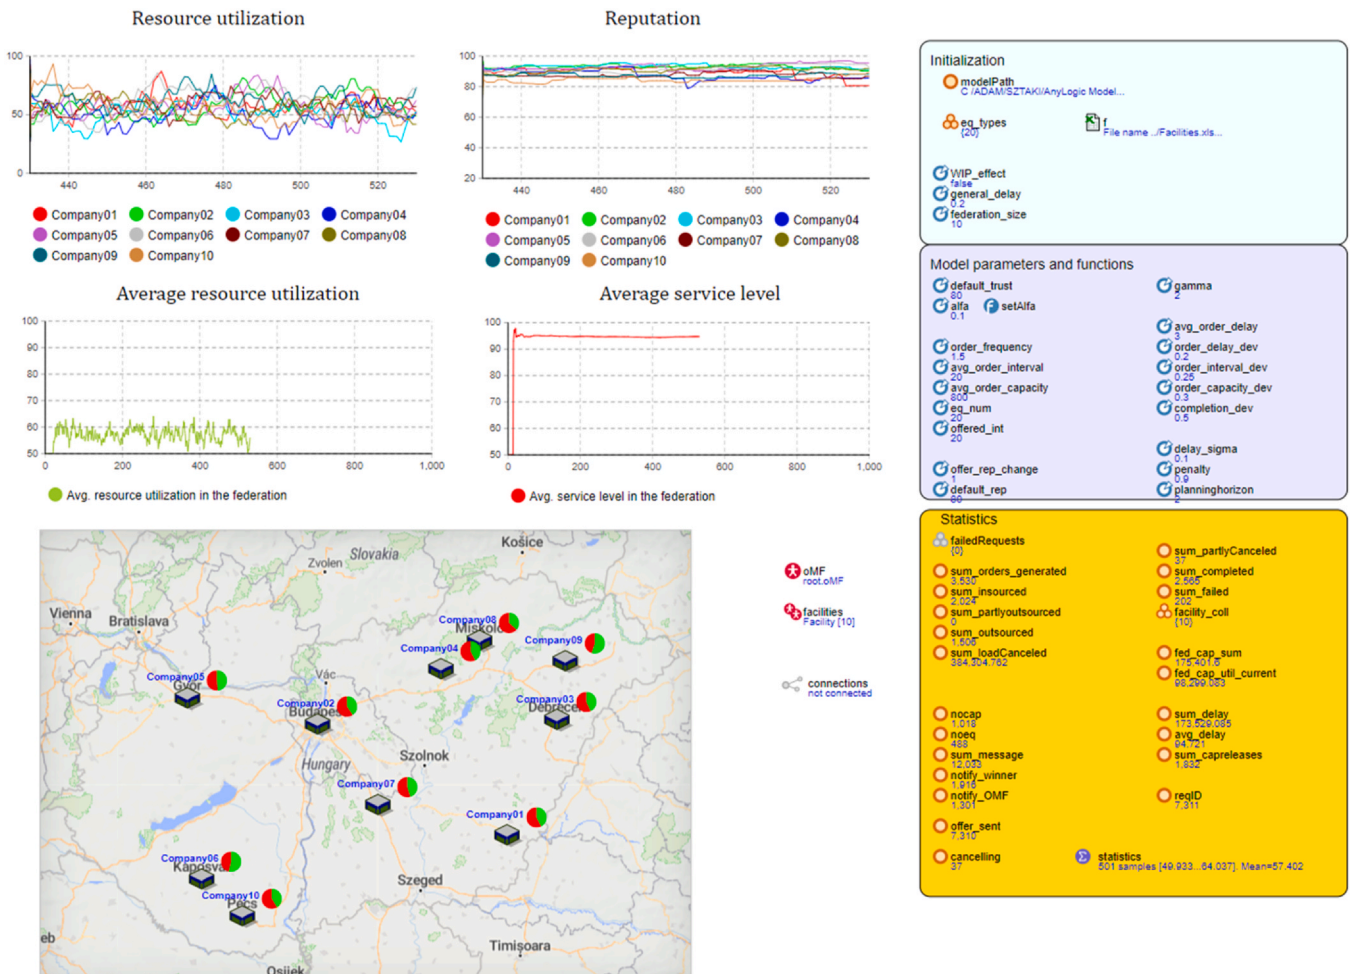 Resource utilization
100
50
0
440
460
480
500
520
Company01 Company02 Company03 Company04
Company05 Company06 Company07 Company08
Company09 Company10
Reputation
100
80
60
40
20
440
460
480
500
520
Company01 Company02 Company03 Company04
Company05 Company06 Company07 Company08
Company09 Company10
Average resource utilization
100
90
80
70
60
50
0
200
400
600
800
1,000
Avg. resource utilization in the federation
Average service level
100
90
80
70
60
50
0
200
400
600
800
1,000
Avg. service level in the federation
Košice
Slovakia
Zvolen
Vienna
Bratislava
Company08
Miskolc
Company09
Company04
Company05
Győr
Vác
Company02
Budapes
Company03
Debrecen
Szolnok
Hungary
Company07
Company01
Company06
Kaposvá
Company10
Pécs
Szeged
eb
Timișoara
Osijek
oMF
root.oMF
facilities
Facility [10]
connections
not connected
Initialization
modelPath
C /ADAM/SZTAKI/AnyLogic Model...
eq_types
{20}
f
File name ../Facilities.xls...
WIP_effect
false
general_delay
0.2
federation_size
10
Model parameters and functions
default_trust
80
gamma
2
alfa
0.1
setAlfa
avg_order_delay
3
order_frequency
1.5
order_delay_dev
0.2
avg_order_interval
20
order_interval_dev
0.25
avg_order_capacity
800
order_capacity_dev
0.3
eq_num
20
completion_dev
0.5
offered_int
20
delay_sigma
0.1
offer_rep_change
1
penalty
0.9
default_rep
80
planninghorizon
2
Statistics
failedRequests
{0}
sum_partlyCanceled
37
sum_orders_generated
3,530
sum_completed
2,565
sum_insourced
2,024
sum_failed
202
sum_partlyoutsourced
0
facility_coll
{10}
sum_outsourced
1,506
sum_loadCanceled
384,304.762
fed_cap_sum
175,401.6
fed_cap_util_current
98,299.083
nocap
1,018
sum_delay
173,529.085
noeq
488
avg_delay
94.721
sum_message
12,033
sum_capreleases
1,832
notify_winner
1,916
notify_OMF
1,301
reqID
7,311
offer_sent
7,310
cancelling
37
statistics
501 samples [49.933...64.037]. Mean=57.402